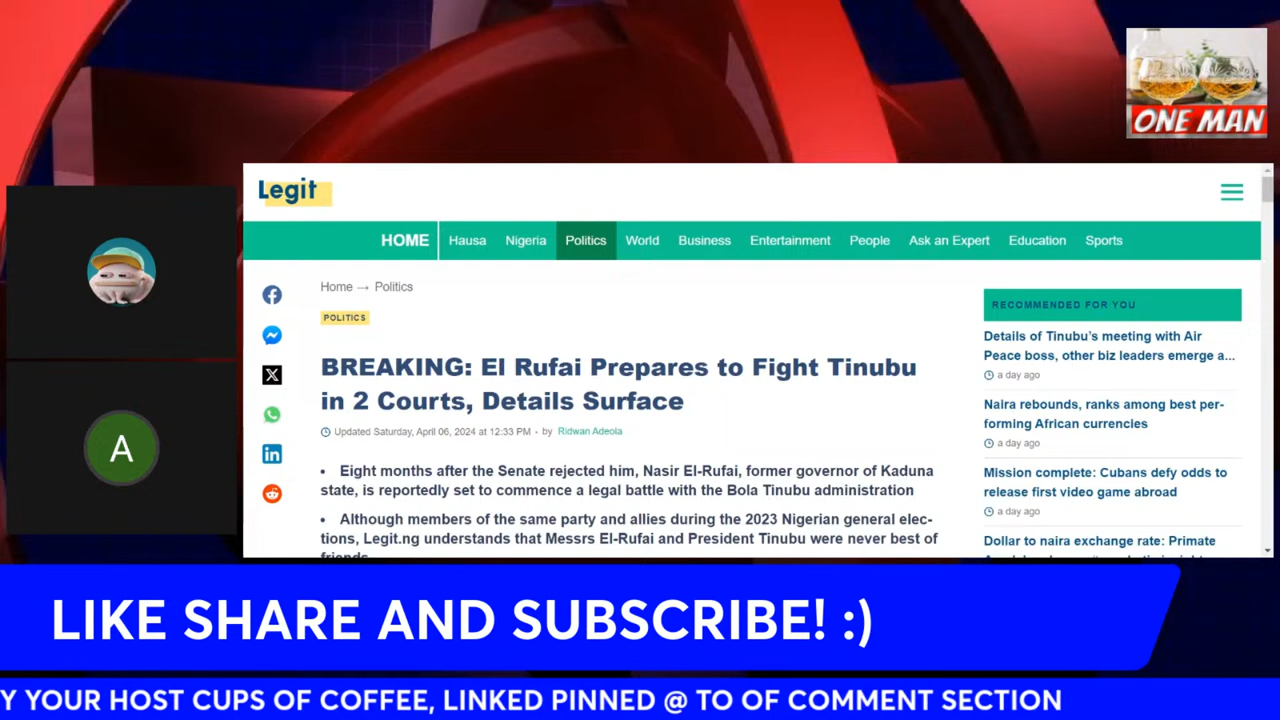 ONE MAN
Legit
HOME Hausa Nigeria Politics World Business Entertainment People Ask an Expert Education Sports
Home → Politics
POLITICS
BREAKING: El Rufai Prepares to Fight Tinubu
in 2 Courts, Details Surface
Updated Saturday, April 06, 2024 at 12:33 PM - by Ridwan Adeola
• Eight months after the Senate rejected him, Nasir El-Rufai, former governor of Kaduna
state, is reportedly set to commence a legal battle with the Bola Tinubu administration
• Although members of the same party and allies during the 2023 Nigerian general elec-
tions, Legit.ng understands that Messrs El-Rufai and President Tinubu were never best of
friends
RECOMMENDED FOR YOU
Details of Tinubu's meeting with Air
Peace boss, other biz leaders emerge a...
a day ago
Naira rebounds, ranks among best per-
forming African currencies
a day ago
Mission complete: Cubans defy odds to
release first video game abroad
a day ago
Dollar to naira exchange rate: Primate
A
LIKE SHARE AND SUBSCRIBE! :)
Y YOUR HOST CUPS OF COFFEE, LINKED PINNED @ TO OF COMMENT SECTION